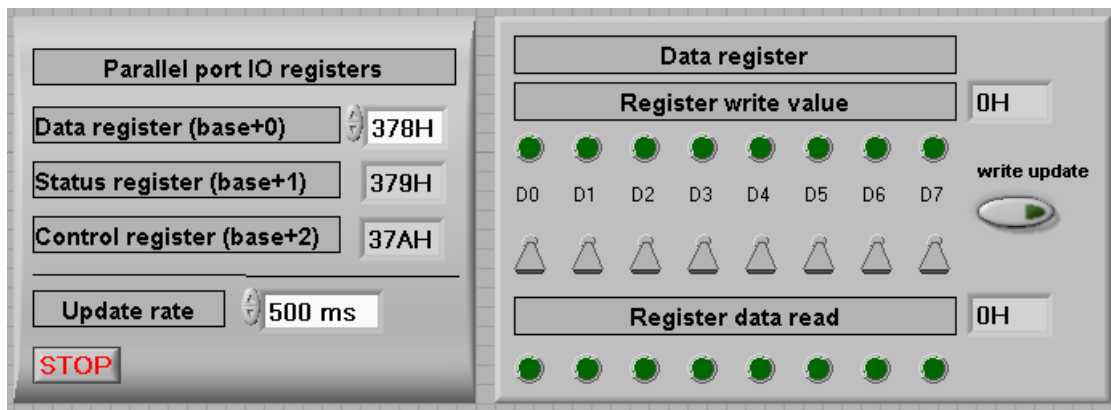 Parallel port IO registers
Data register (base+0) 378H
Status register (base+1) 379H
Control register (base+2) 37AH
Update rate 500 ms
STOP
Data register
Register write value 0H
write update
D0 D1 D2 D3 D4 D5 D6 D7
Register data read 0H